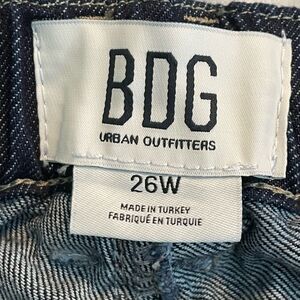 BDG
URBAN OUTFITTERS
26W
MADE IN TURKEY
FABRIQUÉ EN TURQUIE